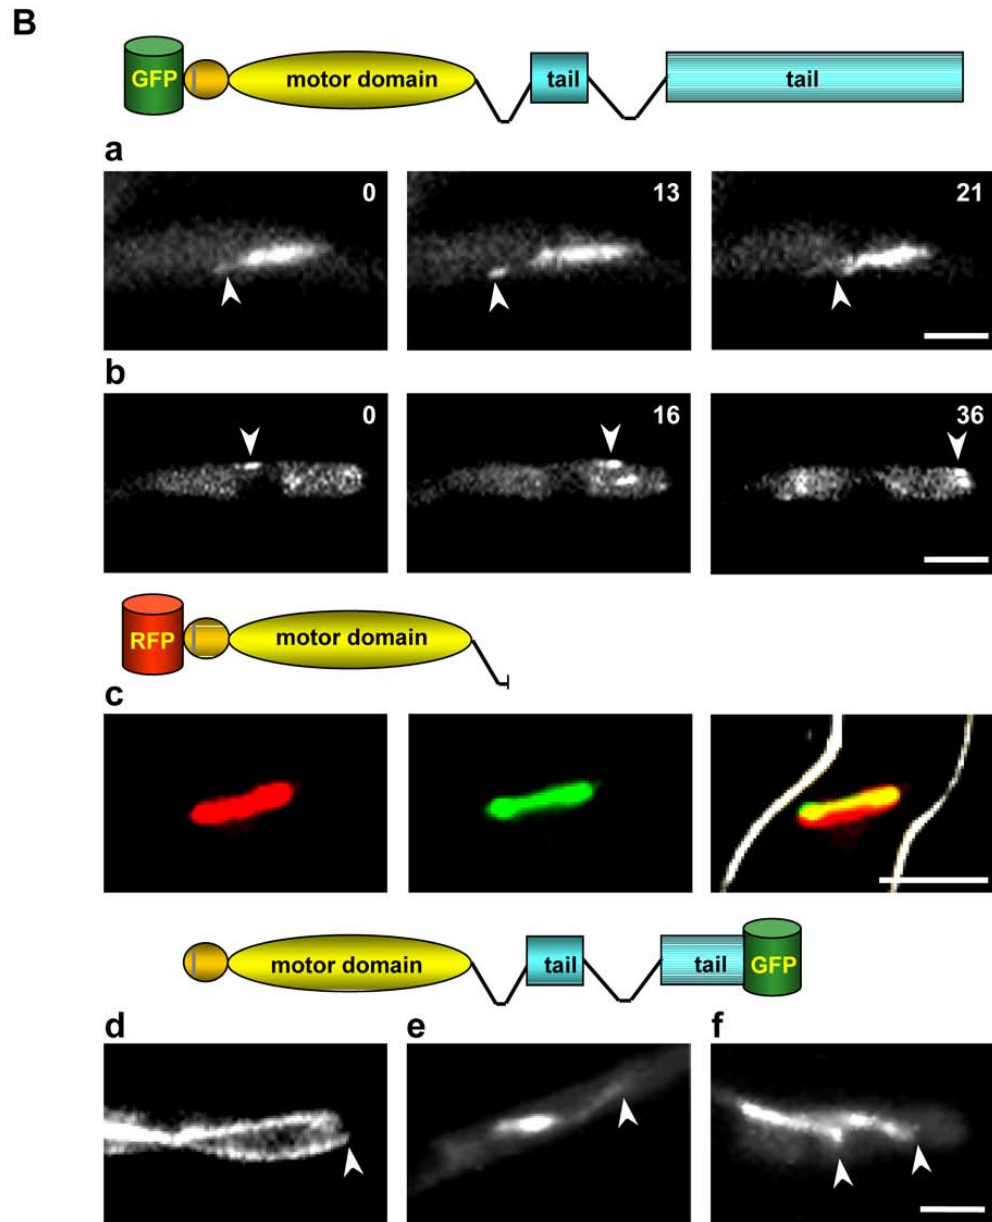 B
GFP motor domain tail tail
a
0 13 21
b
0 16 36
RFP motor domain
c
motor domain tail tail GFP
d e f